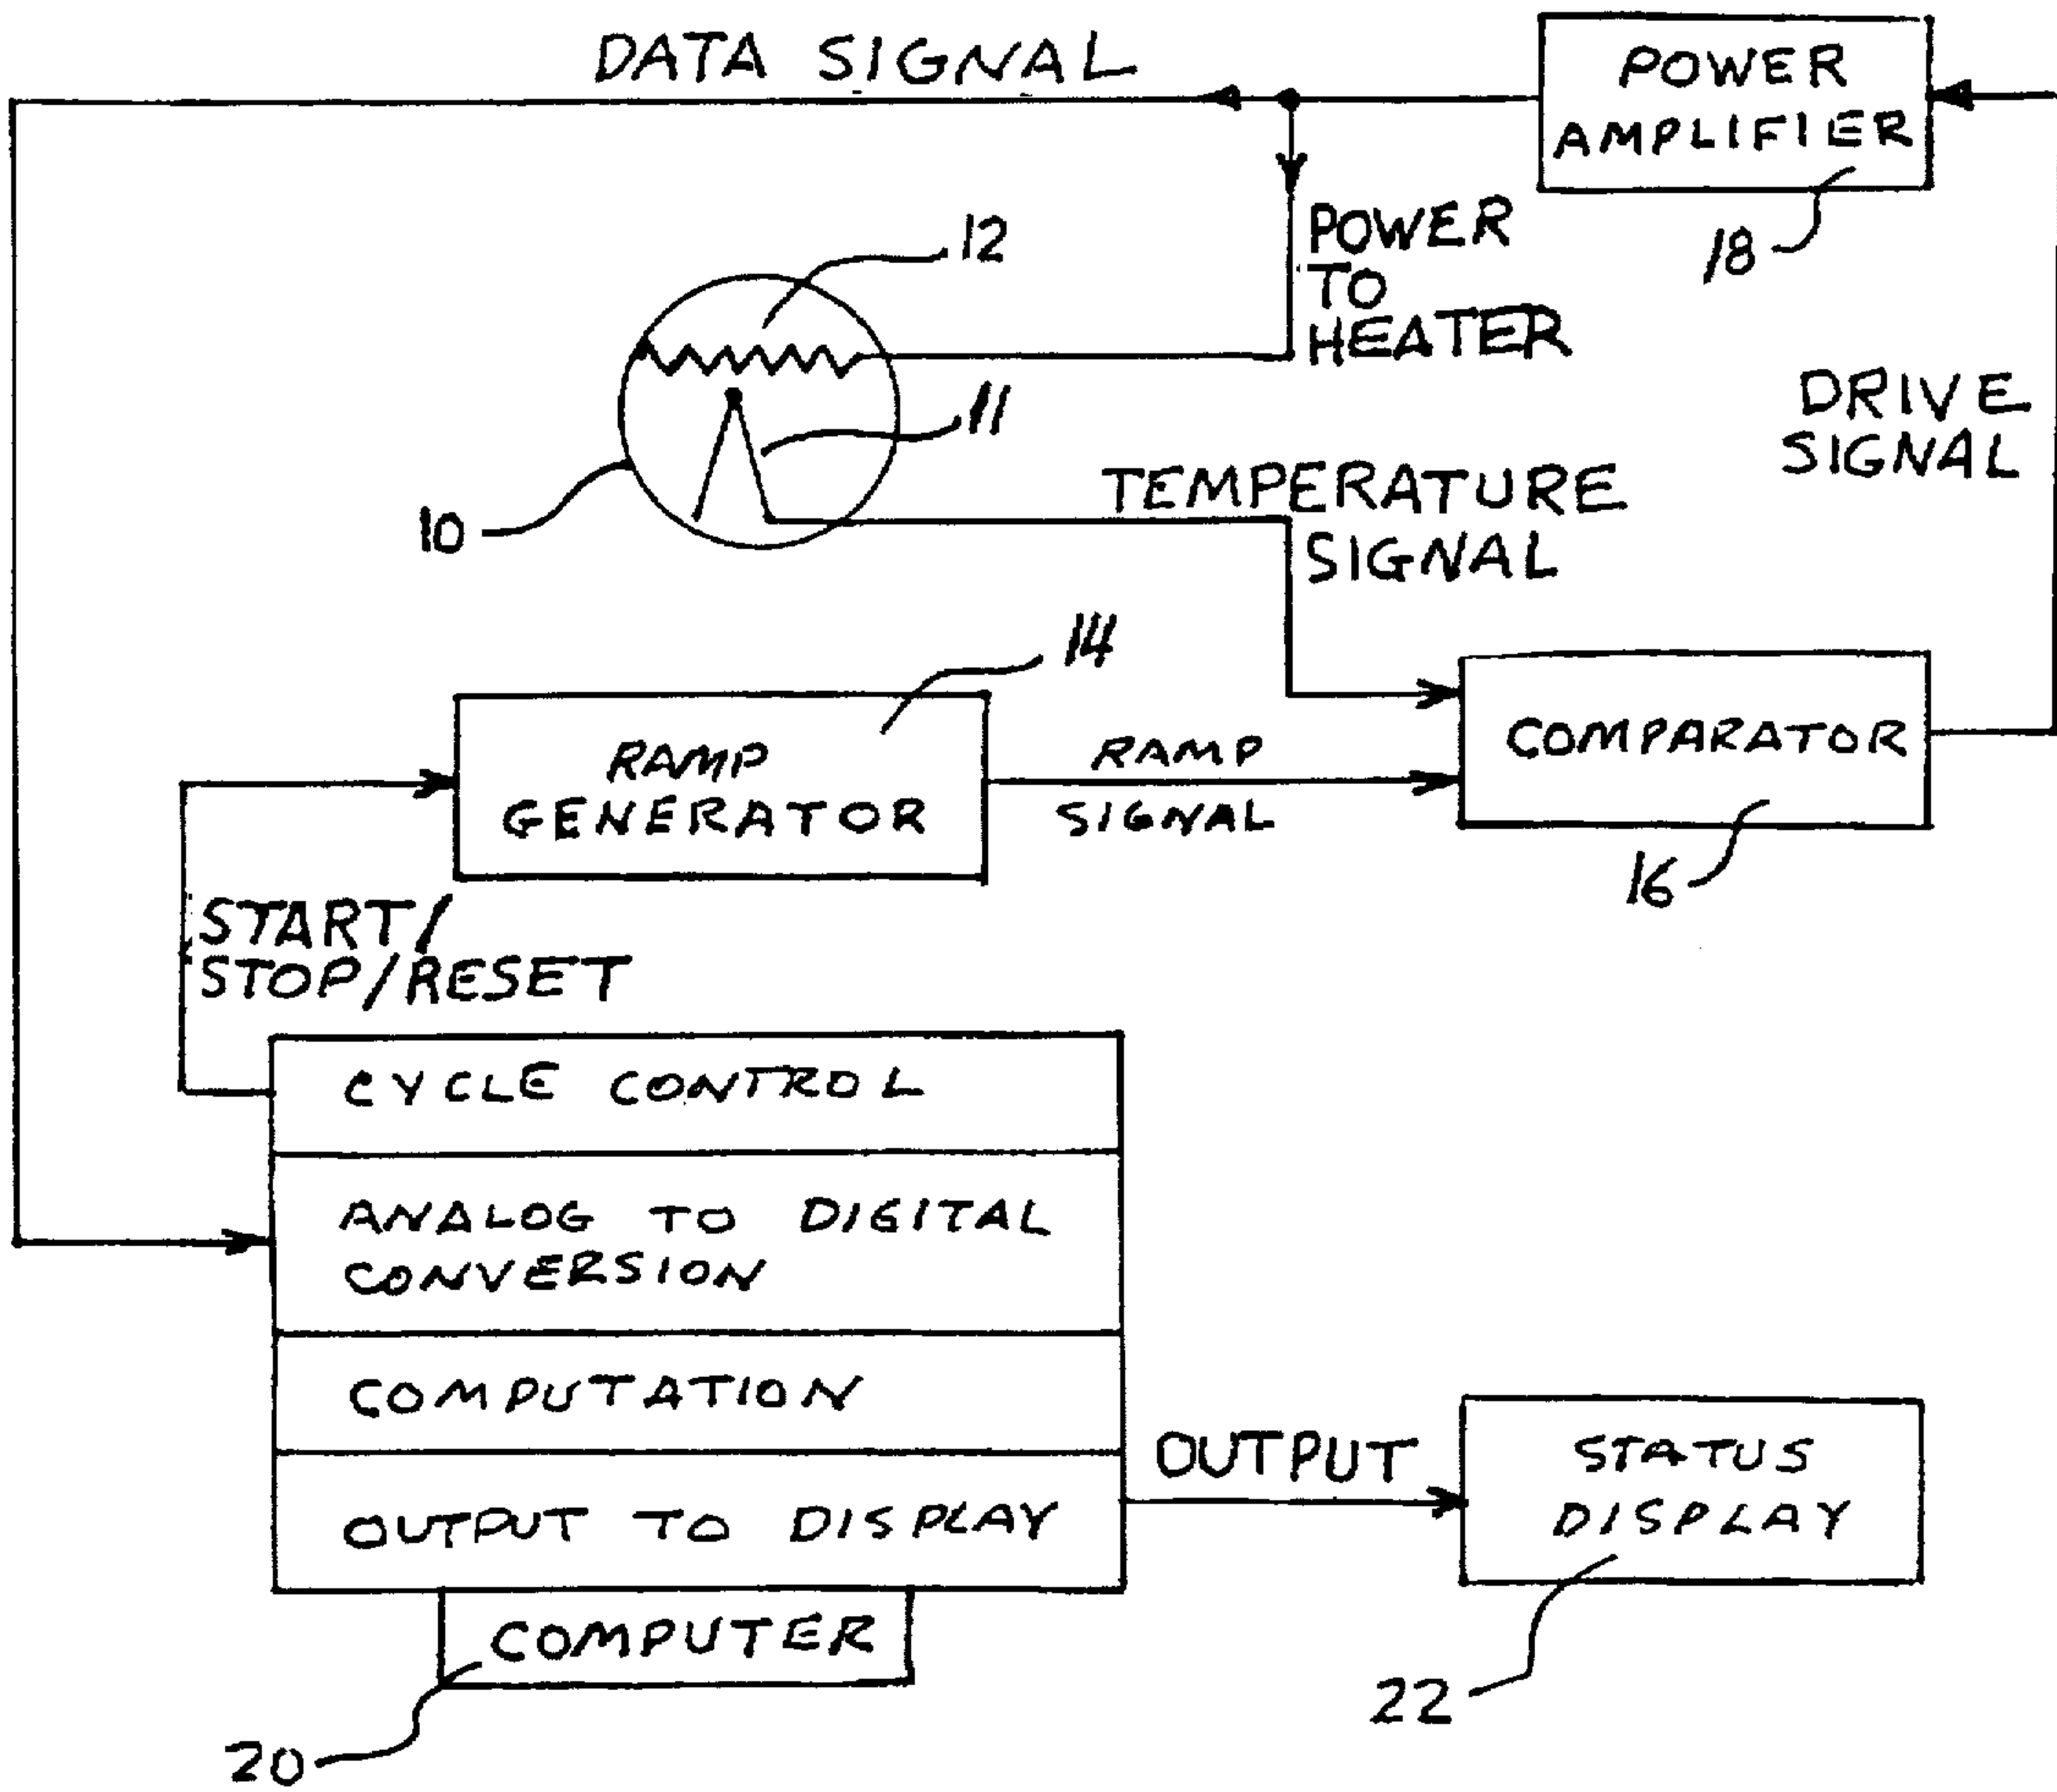 DATA SIGNAL
POWER
AMPLIFIER
18
POWER
TO
HEATER
12
11
10
DRIVE
SIGNAL
TEMPERATURE
SIGNAL
14
RAMP
GENERATOR
RAMP
SIGNAL
COMPARATOR
16
START/
STOP/RESET
CYCLE CONTROL
ANALOG TO DIGITAL
CONVERSION
COMPUTATION
OUTPUT TO DISPLAY
COMPUTER
20
OUTPUT
STATUS
DISPLAY
22